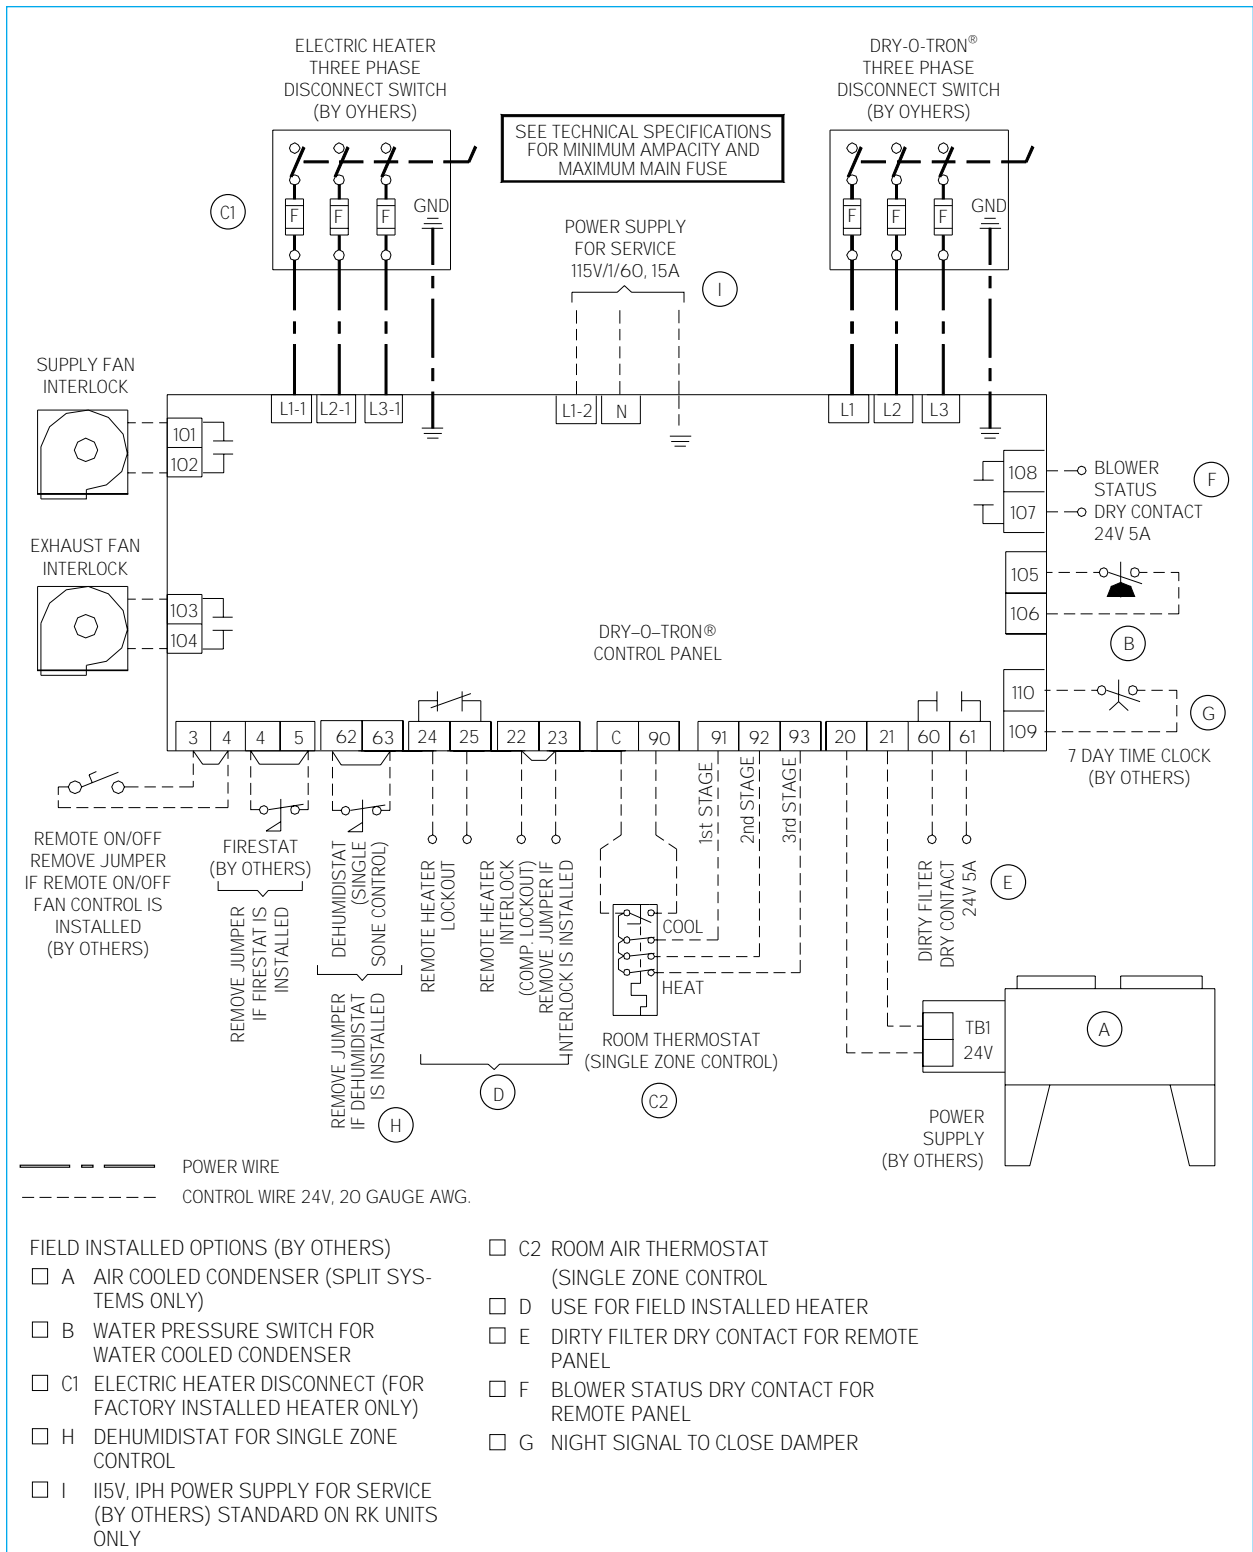 ELECTRIC HEATER
THREE PHASE
DISCONNECT SWITCH
(BY OYHERS)
DRY-O-TRON®
THREE PHASE
DISCONNECT SWITCH
(BY OYHERS)
SEE TECHNICAL SPECIFICATIONS
FOR MINIMUM AMPACITY AND
MAXIMUM MAIN FUSE
C1
F F F GND
POWER SUPPLY
FOR SERVICE
115V/1/60, 15A
I
F F F GND
SUPPLY FAN
INTERLOCK
L1-1 L2-1 L3-1
L1-2 N
L1 L2 L3
101
102
108
107
BLOWER
STATUS
DRY CONTACT
24V 5A
F
EXHAUST FAN
INTERLOCK
103
104
105
106
B
DRY–O–TRON®
CONTROL PANEL
110
109
G
7 DAY TIME CLOCK
(BY OTHERS)
3 4 4 5 62 63 24 25 22 23 C 90 91 92 93 20 21 60 61
REMOTE ON/OFF
REMOVE JUMPER
IF REMOTE ON/OFF
FAN CONTROL IS
INSTALLED
(BY OTHERS)
FIRESTAT
(BY OTHERS)
REMOVE JUMPER
IF FIRESTAT IS
INSTALLED
DEHUMIDISTAT
(SINGLE
SONE CONTROL)
REMOVE JUMPER
IF DEHUMIDISTAT
IS INSTALLED
H
REMOTE HEATER
LOCKOUT
REMOTE HEATER
INTERLOCK
(COMP. LOCKOUT)
REMOVE JUMPER IF
INTERLOCK IS INSTALLED
D
1st STAGE
2nd STAGE
3rd STAGE
COOL
HEAT
ROOM THERMOSTAT
(SINGLE ZONE CONTROL)
C2
DIRTY FILTER
DRY CONTACT
24V 5A
E
TB1
24V
A
POWER
SUPPLY
(BY OTHERS)
POWER WIRE
CONTROL WIRE 24V, 20 GAUGE AWG.
FIELD INSTALLED OPTIONS (BY OTHERS)
A AIR COOLED CONDENSER (SPLIT SYS-
TEMS ONLY)
B WATER PRESSURE SWITCH FOR
WATER COOLED CONDENSER
C1 ELECTRIC HEATER DISCONNECT (FOR
FACTORY INSTALLED HEATER ONLY)
H DEHUMIDISTAT FOR SINGLE ZONE
CONTROL
I II5V, IPH POWER SUPPLY FOR SERVICE
(BY OTHERS) STANDARD ON RK UNITS
ONLY
C2 ROOM AIR THERMOSTAT
(SINGLE ZONE CONTROL
D USE FOR FIELD INSTALLED HEATER
E DIRTY FILTER DRY CONTACT FOR REMOTE
PANEL
F BLOWER STATUS DRY CONTACT FOR
REMOTE PANEL
G NIGHT SIGNAL TO CLOSE DAMPER